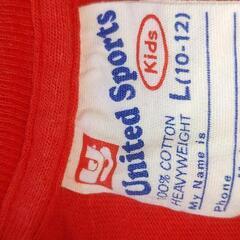 United Sports
Kids
100% COTTON
HEAVYWEIGHT
L(10-12)
My Name is
Phone